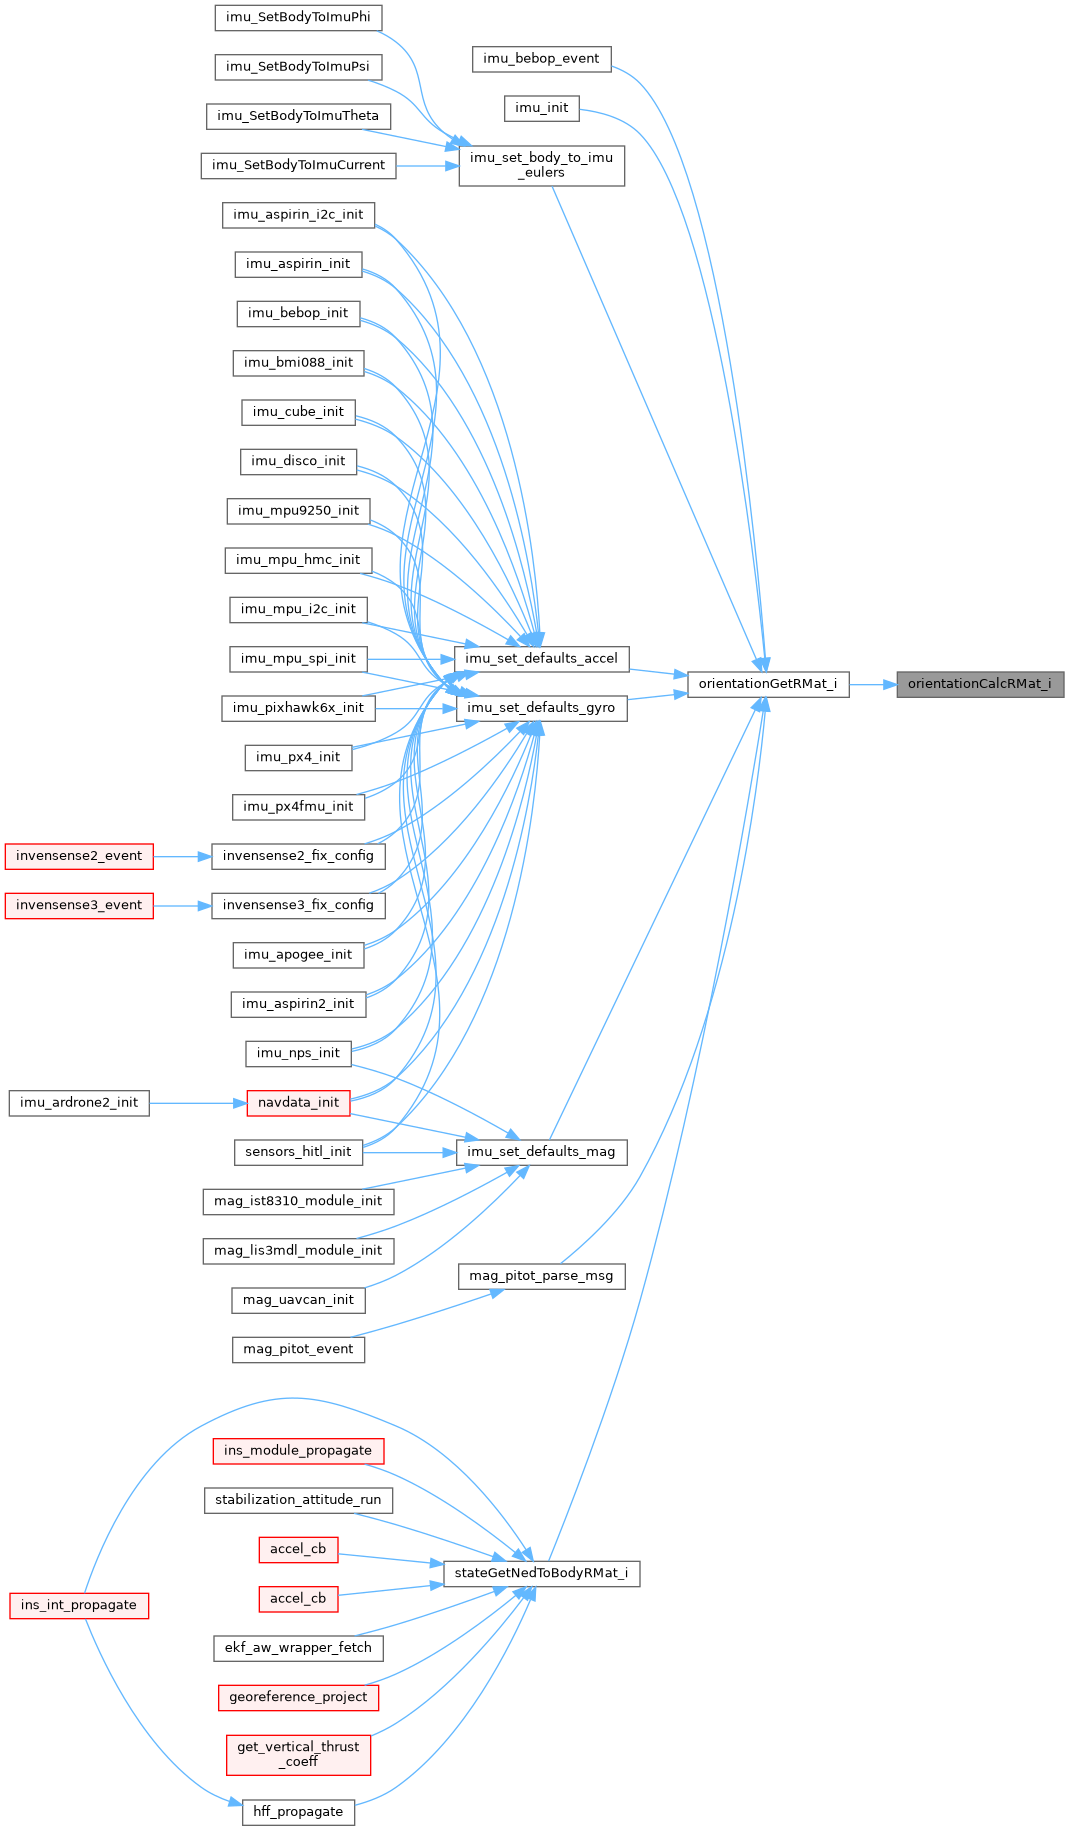 imu_SetBodyToImuPhi
imu_bebop_event
imu_SetBodyToImuPsi
imu_init
imu_SetBodyToImuTheta
imu_set_body_to_imu
_eulers
imu_SetBodyToImuCurrent
imu_aspirin_i2c_init
imu_aspirin_init
imu_bebop_init
imu_bmi088_init
imu_cube_init
imu_disco_init
imu_mpu9250_init
imu_mpu_hmc_init
imu_mpu_i2c_init
imu_mpu_spi_init
imu_set_defaults_accel
orientationGetRMat_i
orientationCalcRMat_i
imu_pixhawk6x_init
imu_set_defaults_gyro
imu_px4_init
imu_px4fmu_init
invensense2_event
invensense2_fix_config
invensense3_event
invensense3_fix_config
imu_apogee_init
imu_aspirin2_init
imu_nps_init
imu_ardrone2_init
navdata_init
sensors_hitl_init
imu_set_defaults_mag
mag_ist8310_module_init
mag_lis3mdl_module_init
mag_pitot_parse_msg
mag_uavcan_init
mag_pitot_event
ins_module_propagate
stabilization_attitude_run
accel_cb
stateGetNedToBodyRMat_i
accel_cb
ins_int_propagate
ekf_aw_wrapper_fetch
georeference_project
get_vertical_thrust
_coeff
hff_propagate